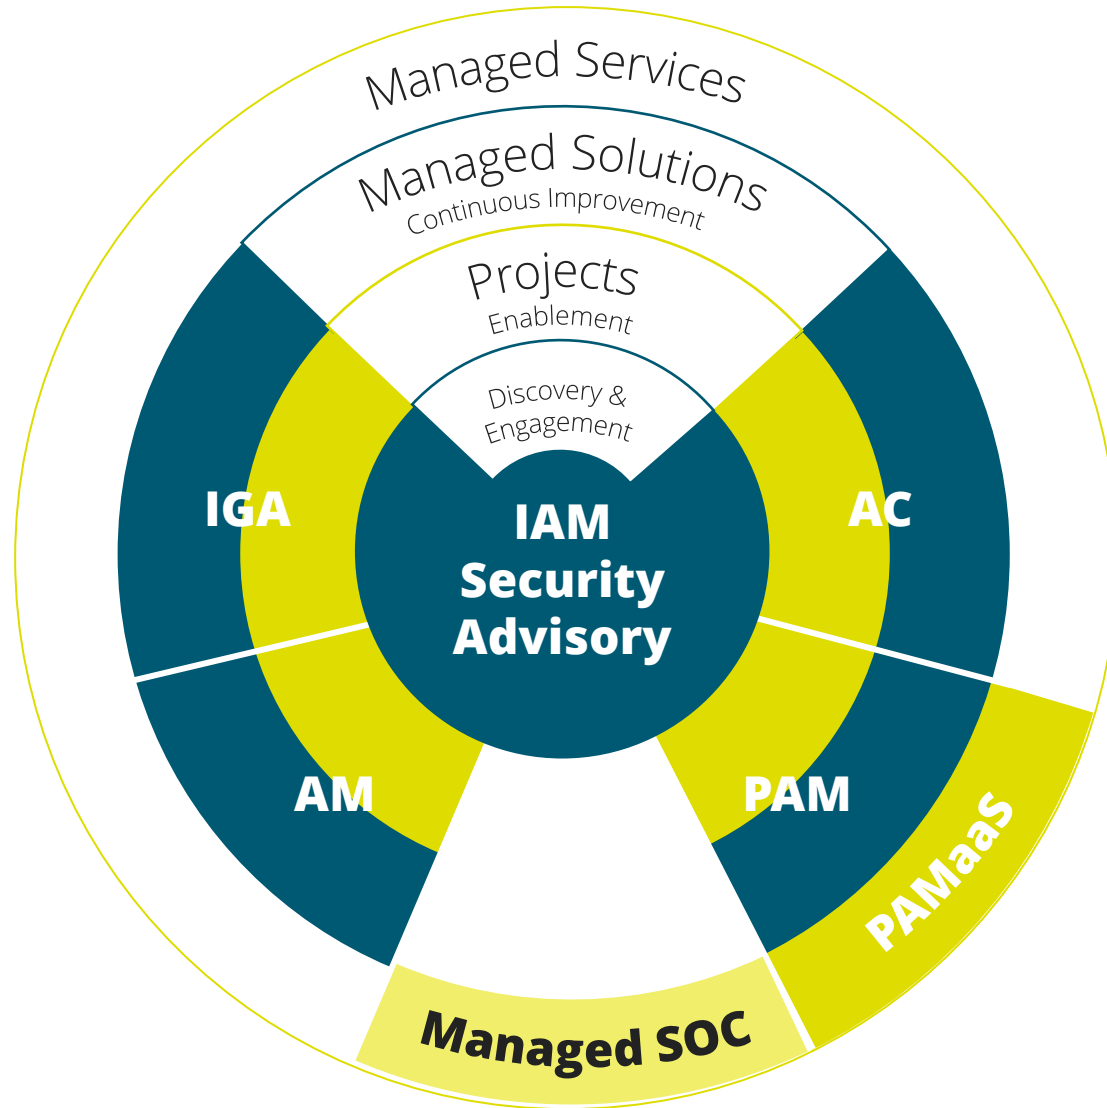 Managed Services
Managed Solutions
Continuous Improvement
Projects
Enablement
Discovery &
Engagement
IGA
IAM
Security
Advisory
AC
AM
PAM
PAMaaS
Managed SOC